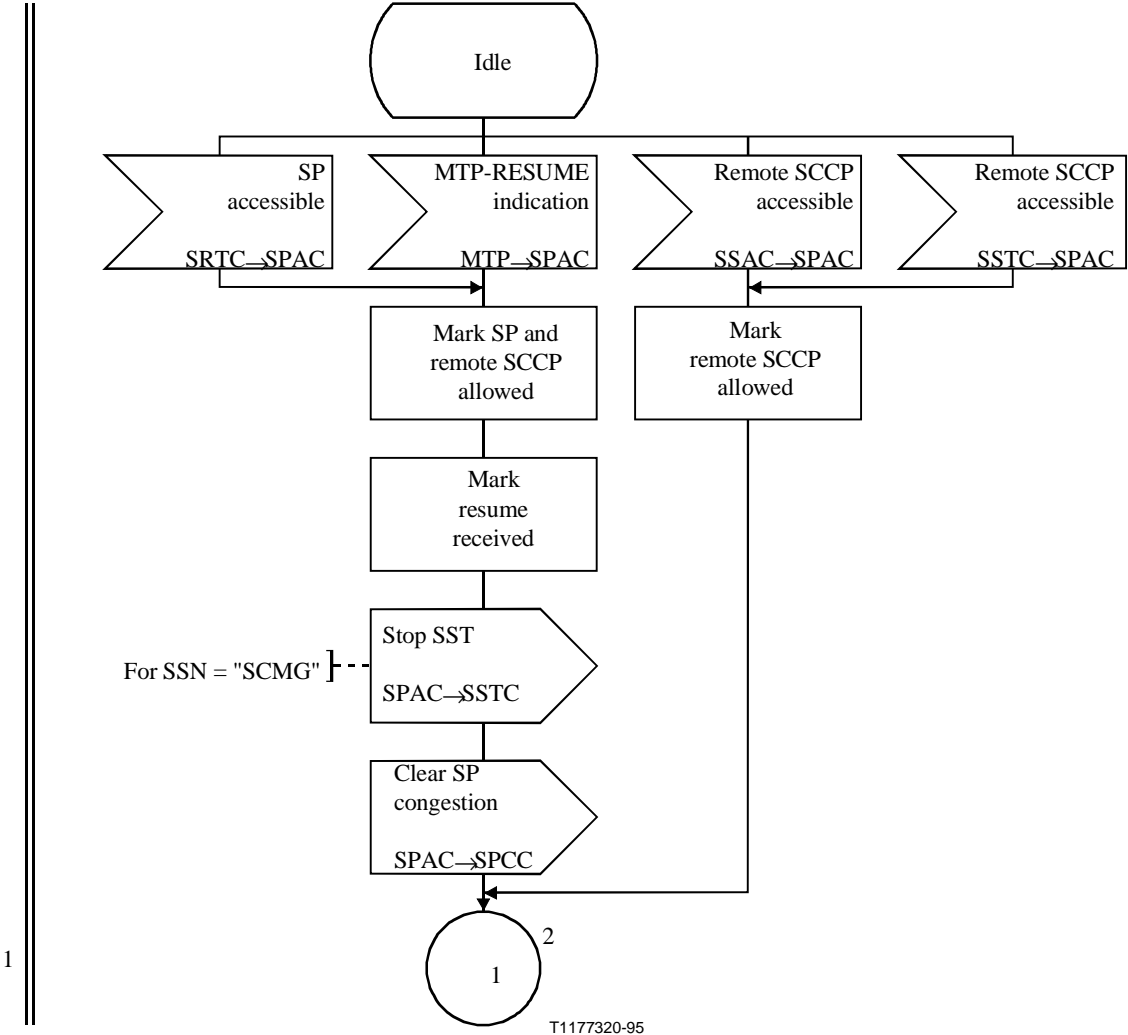 Idle
SP
accessible
SRTC→SPAC
MTP-RESUME
indication
MTP→SPAC
Remote SCCP
accessible
SSAC→SPAC
Remote SCCP
accessible
SSTC→SPAC
Mark SP and
remote SCCP
allowed
Mark
remote SCCP
allowed
Mark
resume
received
Stop SST
SPAC→SSTC
For SSN = "SCMG"
Clear SP
congestion
SPAC→SPCC
2
1
1
T1177320-95